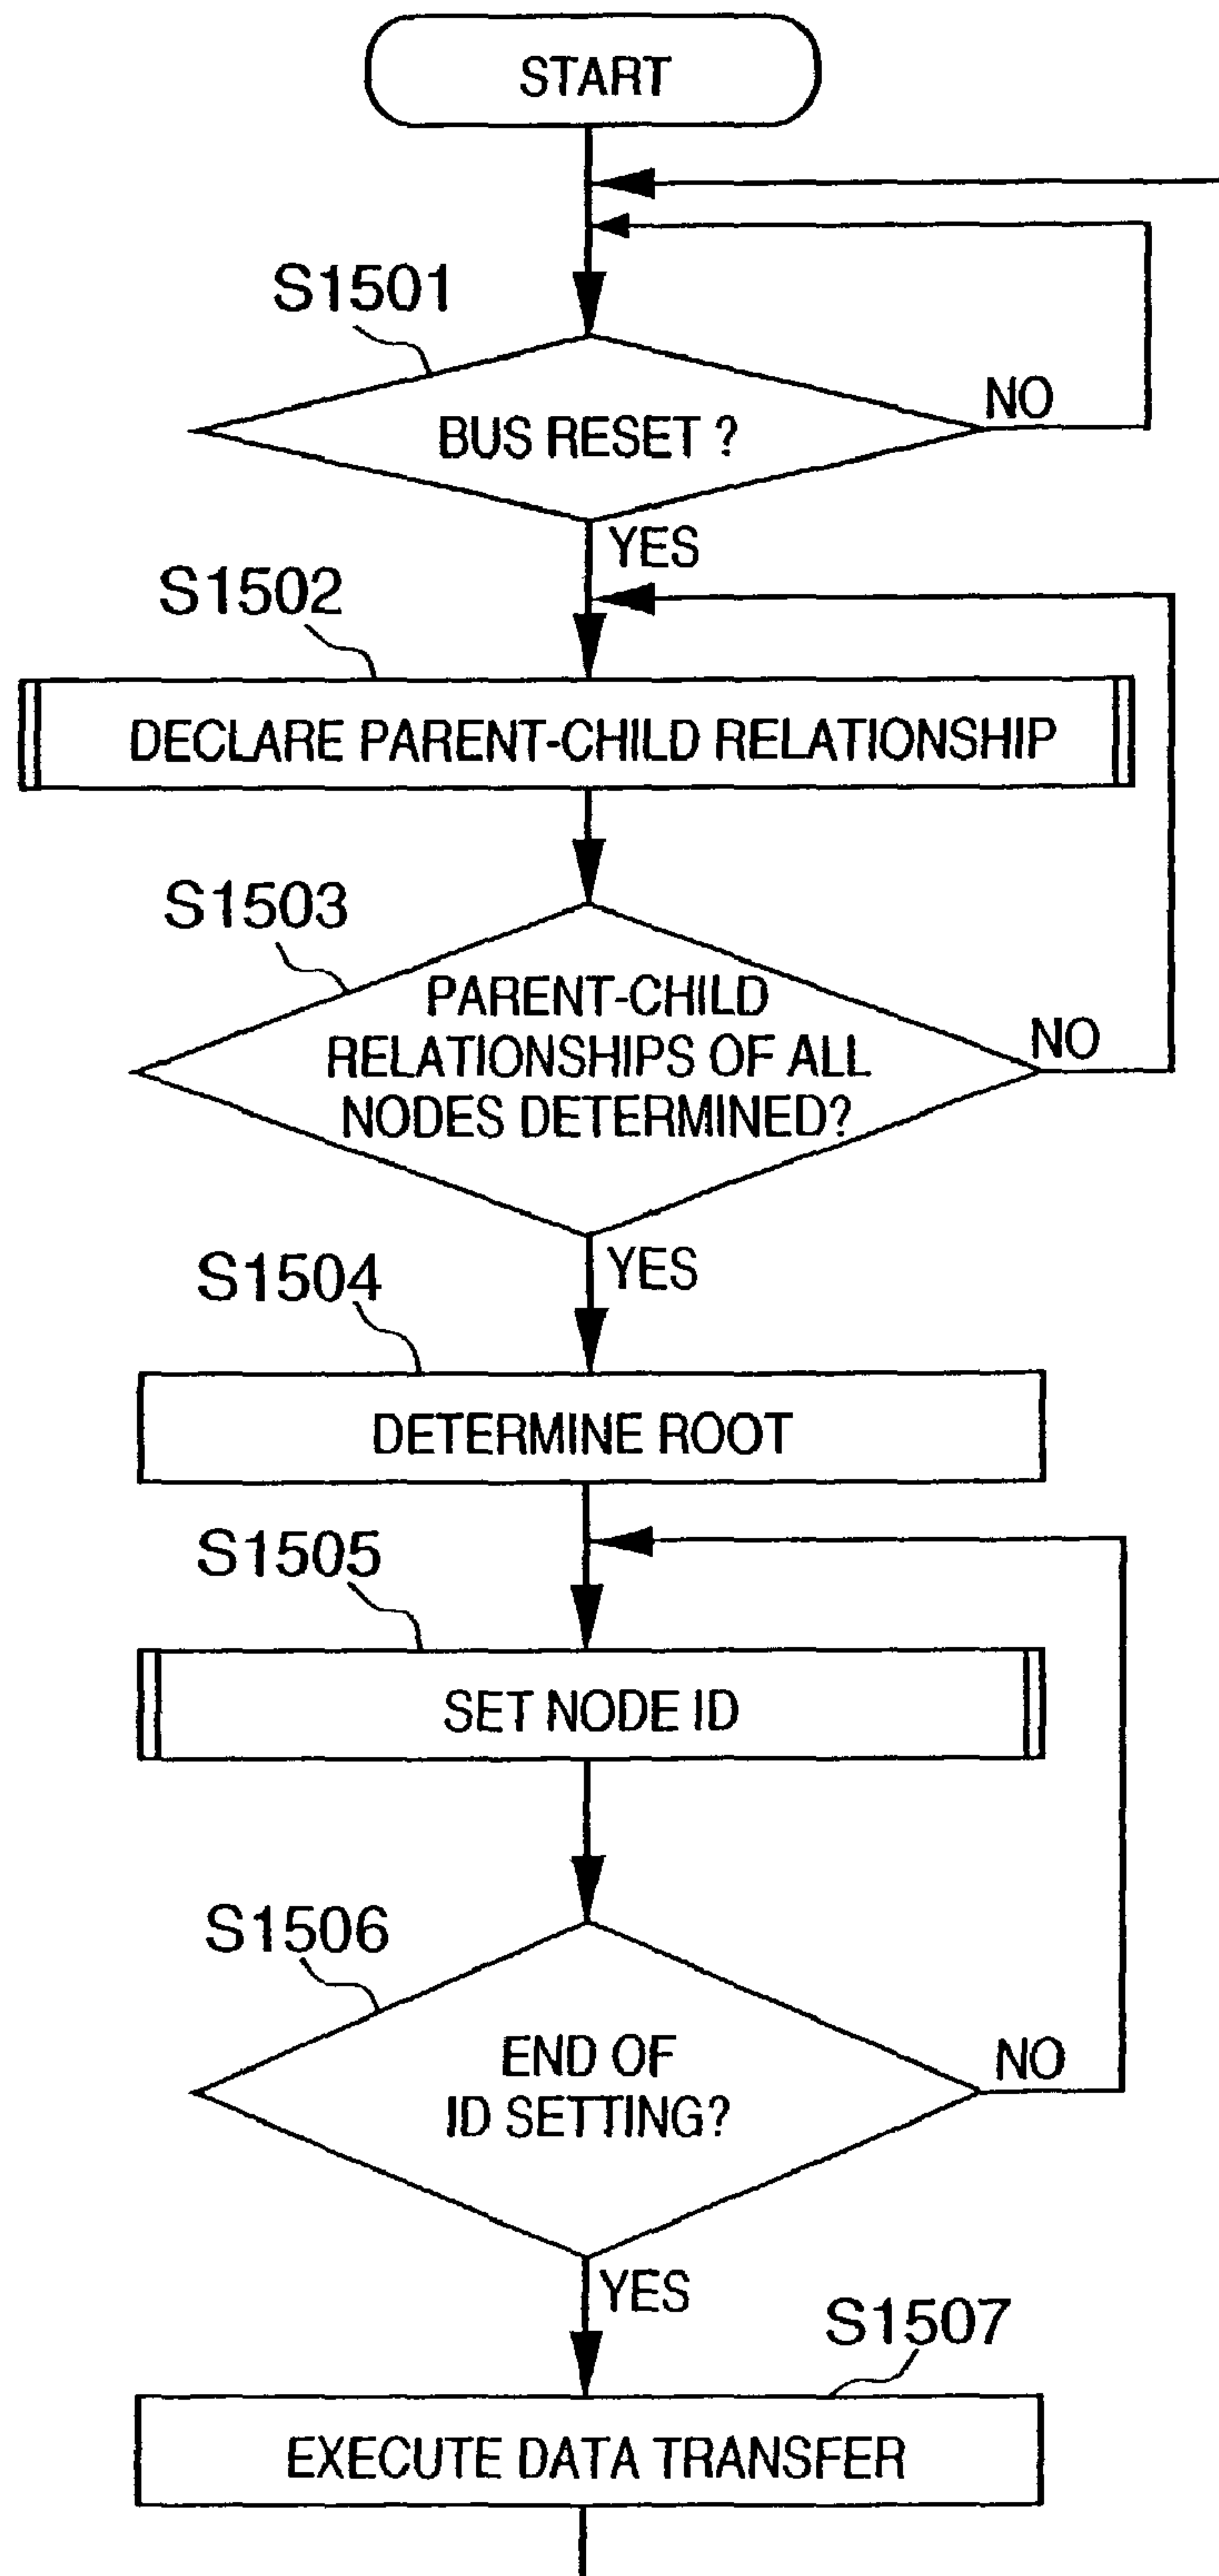 START
S1501
BUS RESET ?
NO
YES
S1502
DECLARE PARENT-CHILD RELATIONSHIP
S1503
PARENT-CHILD
RELATIONSHIPS OF ALL
NODES DETERMINED?
NO
YES
S1504
DETERMINE ROOT
S1505
SET NODE ID
S1506
END OF
ID SETTING?
NO
YES
S1507
EXECUTE DATA TRANSFER